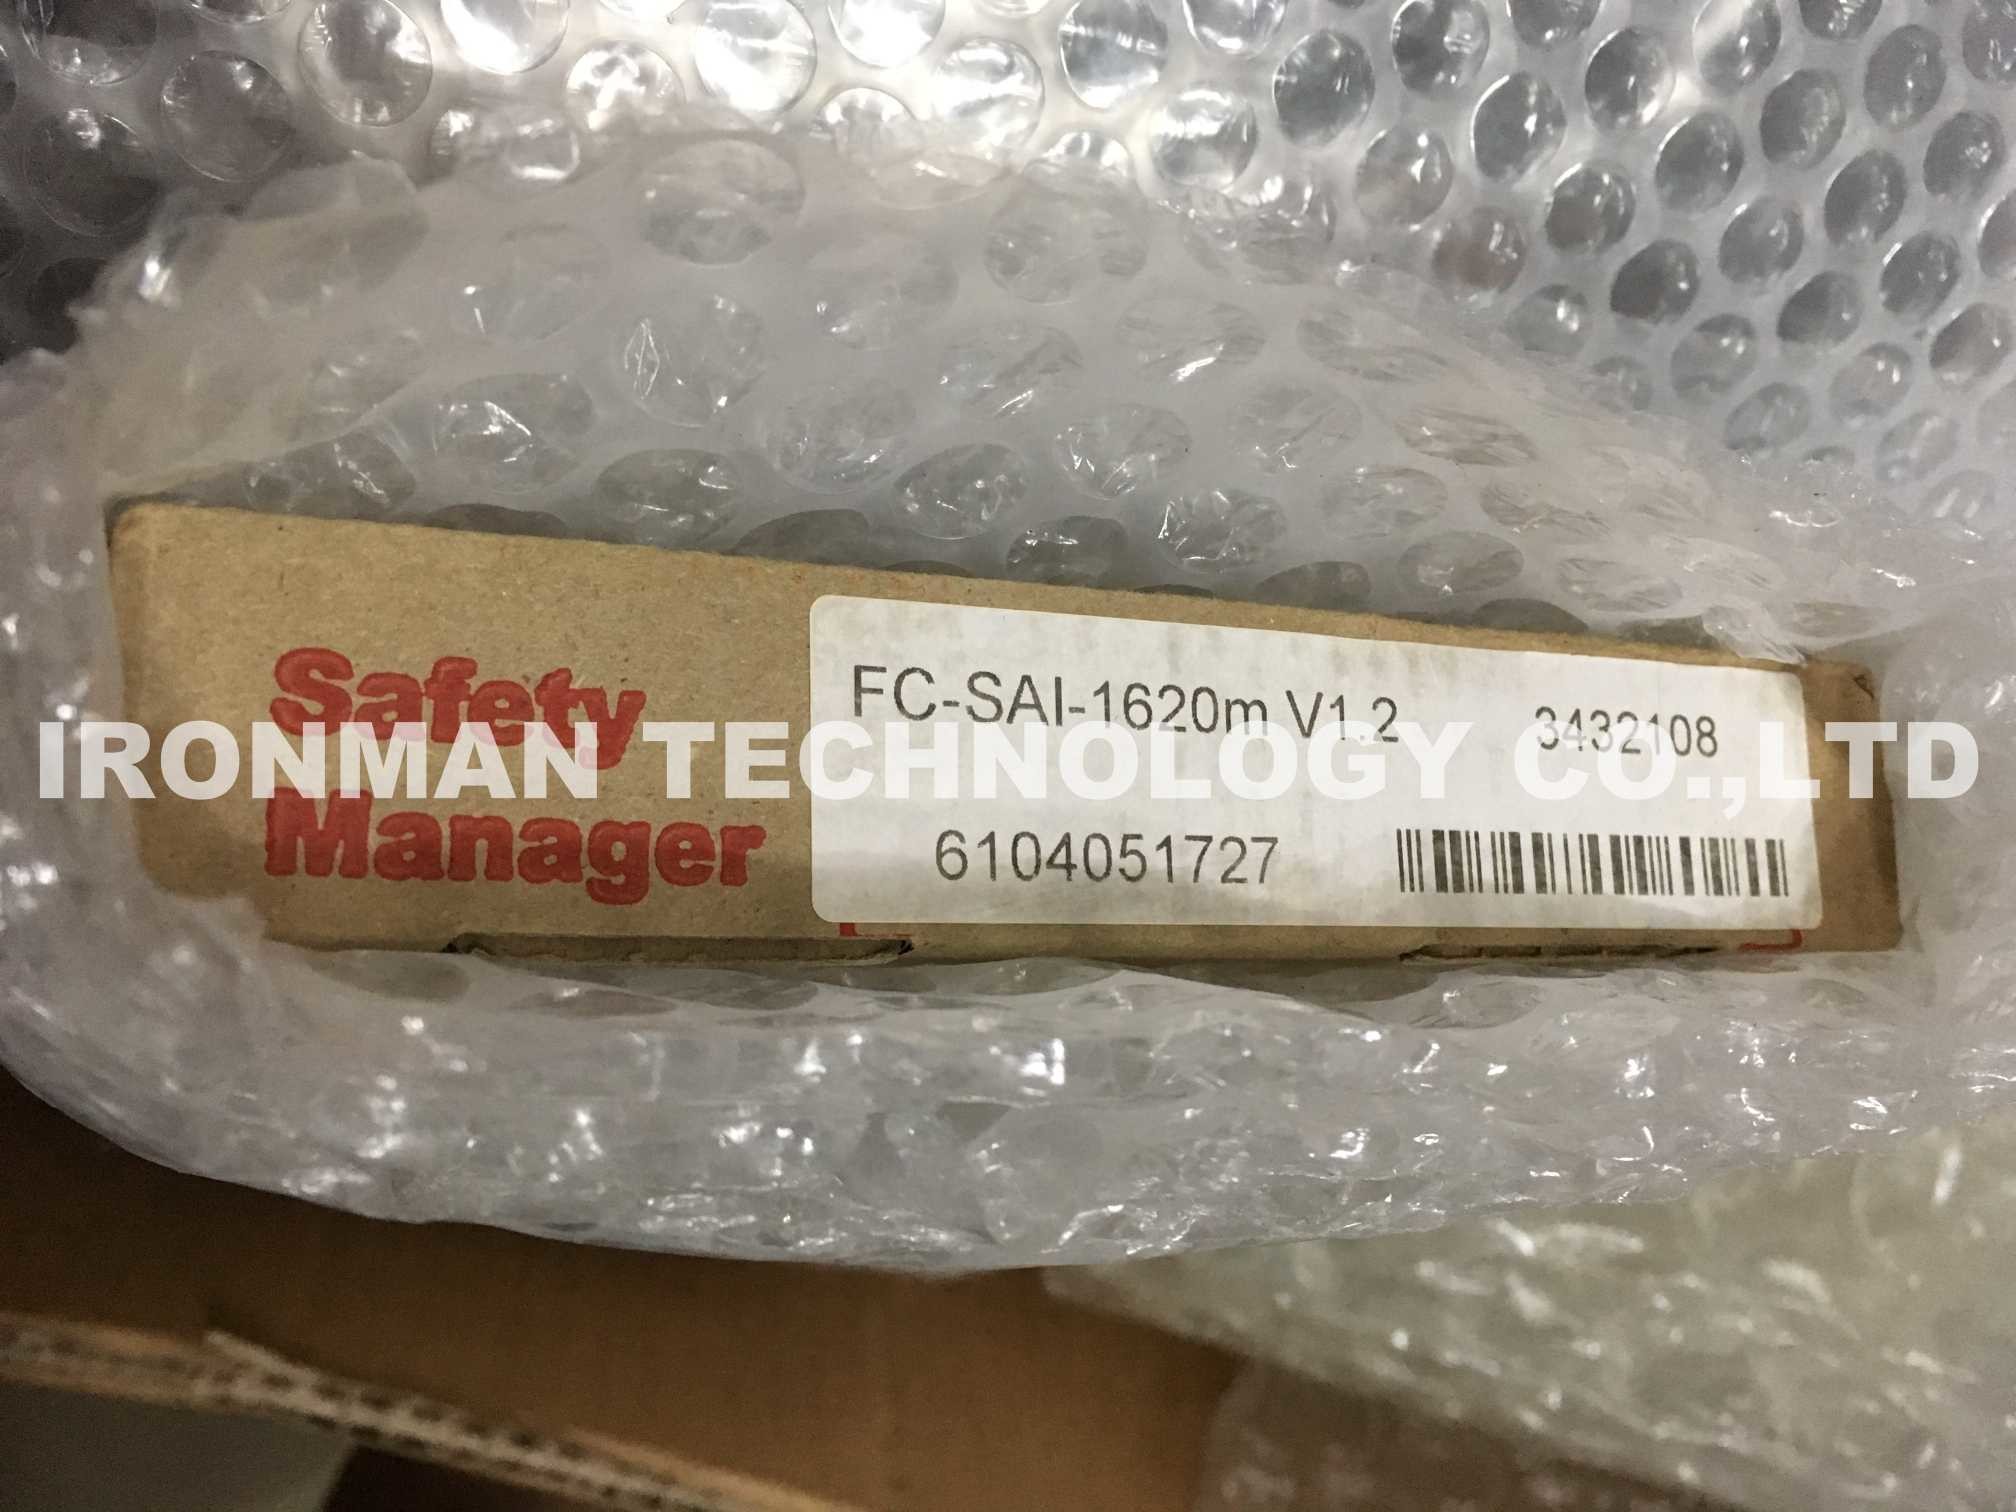 Safety
Manager
FC-SAI-1620m V1.2 3432108
6104051727
IRONMAN TECHNOLOGY CO.,LTD